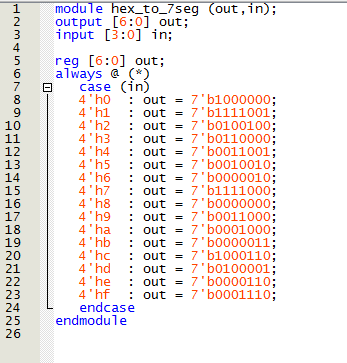 1 module hex_to_7seg (out,in);
2 output [6:0] out;
3 input [3:0] in;
4
5 reg [6:0] out;
6 always @ (*)
7 case (in)
8 4'h0 : out = 7'b1000000;
9 4'h1 : out = 7'b1111001;
10 4'h2 : out = 7'b0100100;
11 4'h3 : out = 7'b0110000;
12 4'h4 : out = 7'b0011001;
13 4'h5 : out = 7'b0010010;
14 4'h6 : out = 7'b0000010;
15 4'h7 : out = 7'b1111000;
16 4'h8 : out = 7'b0000000;
17 4'h9 : out = 7'b0011000;
18 4'ha : out = 7'b0001000;
19 4'hb : out = 7'b0000011;
20 4'hc : out = 7'b1000110;
21 4'hd : out = 7'b0100001;
22 4'he : out = 7'b0000110;
23 4'hf : out = 7'b0001110;
24 endcase
25 endmodule
26